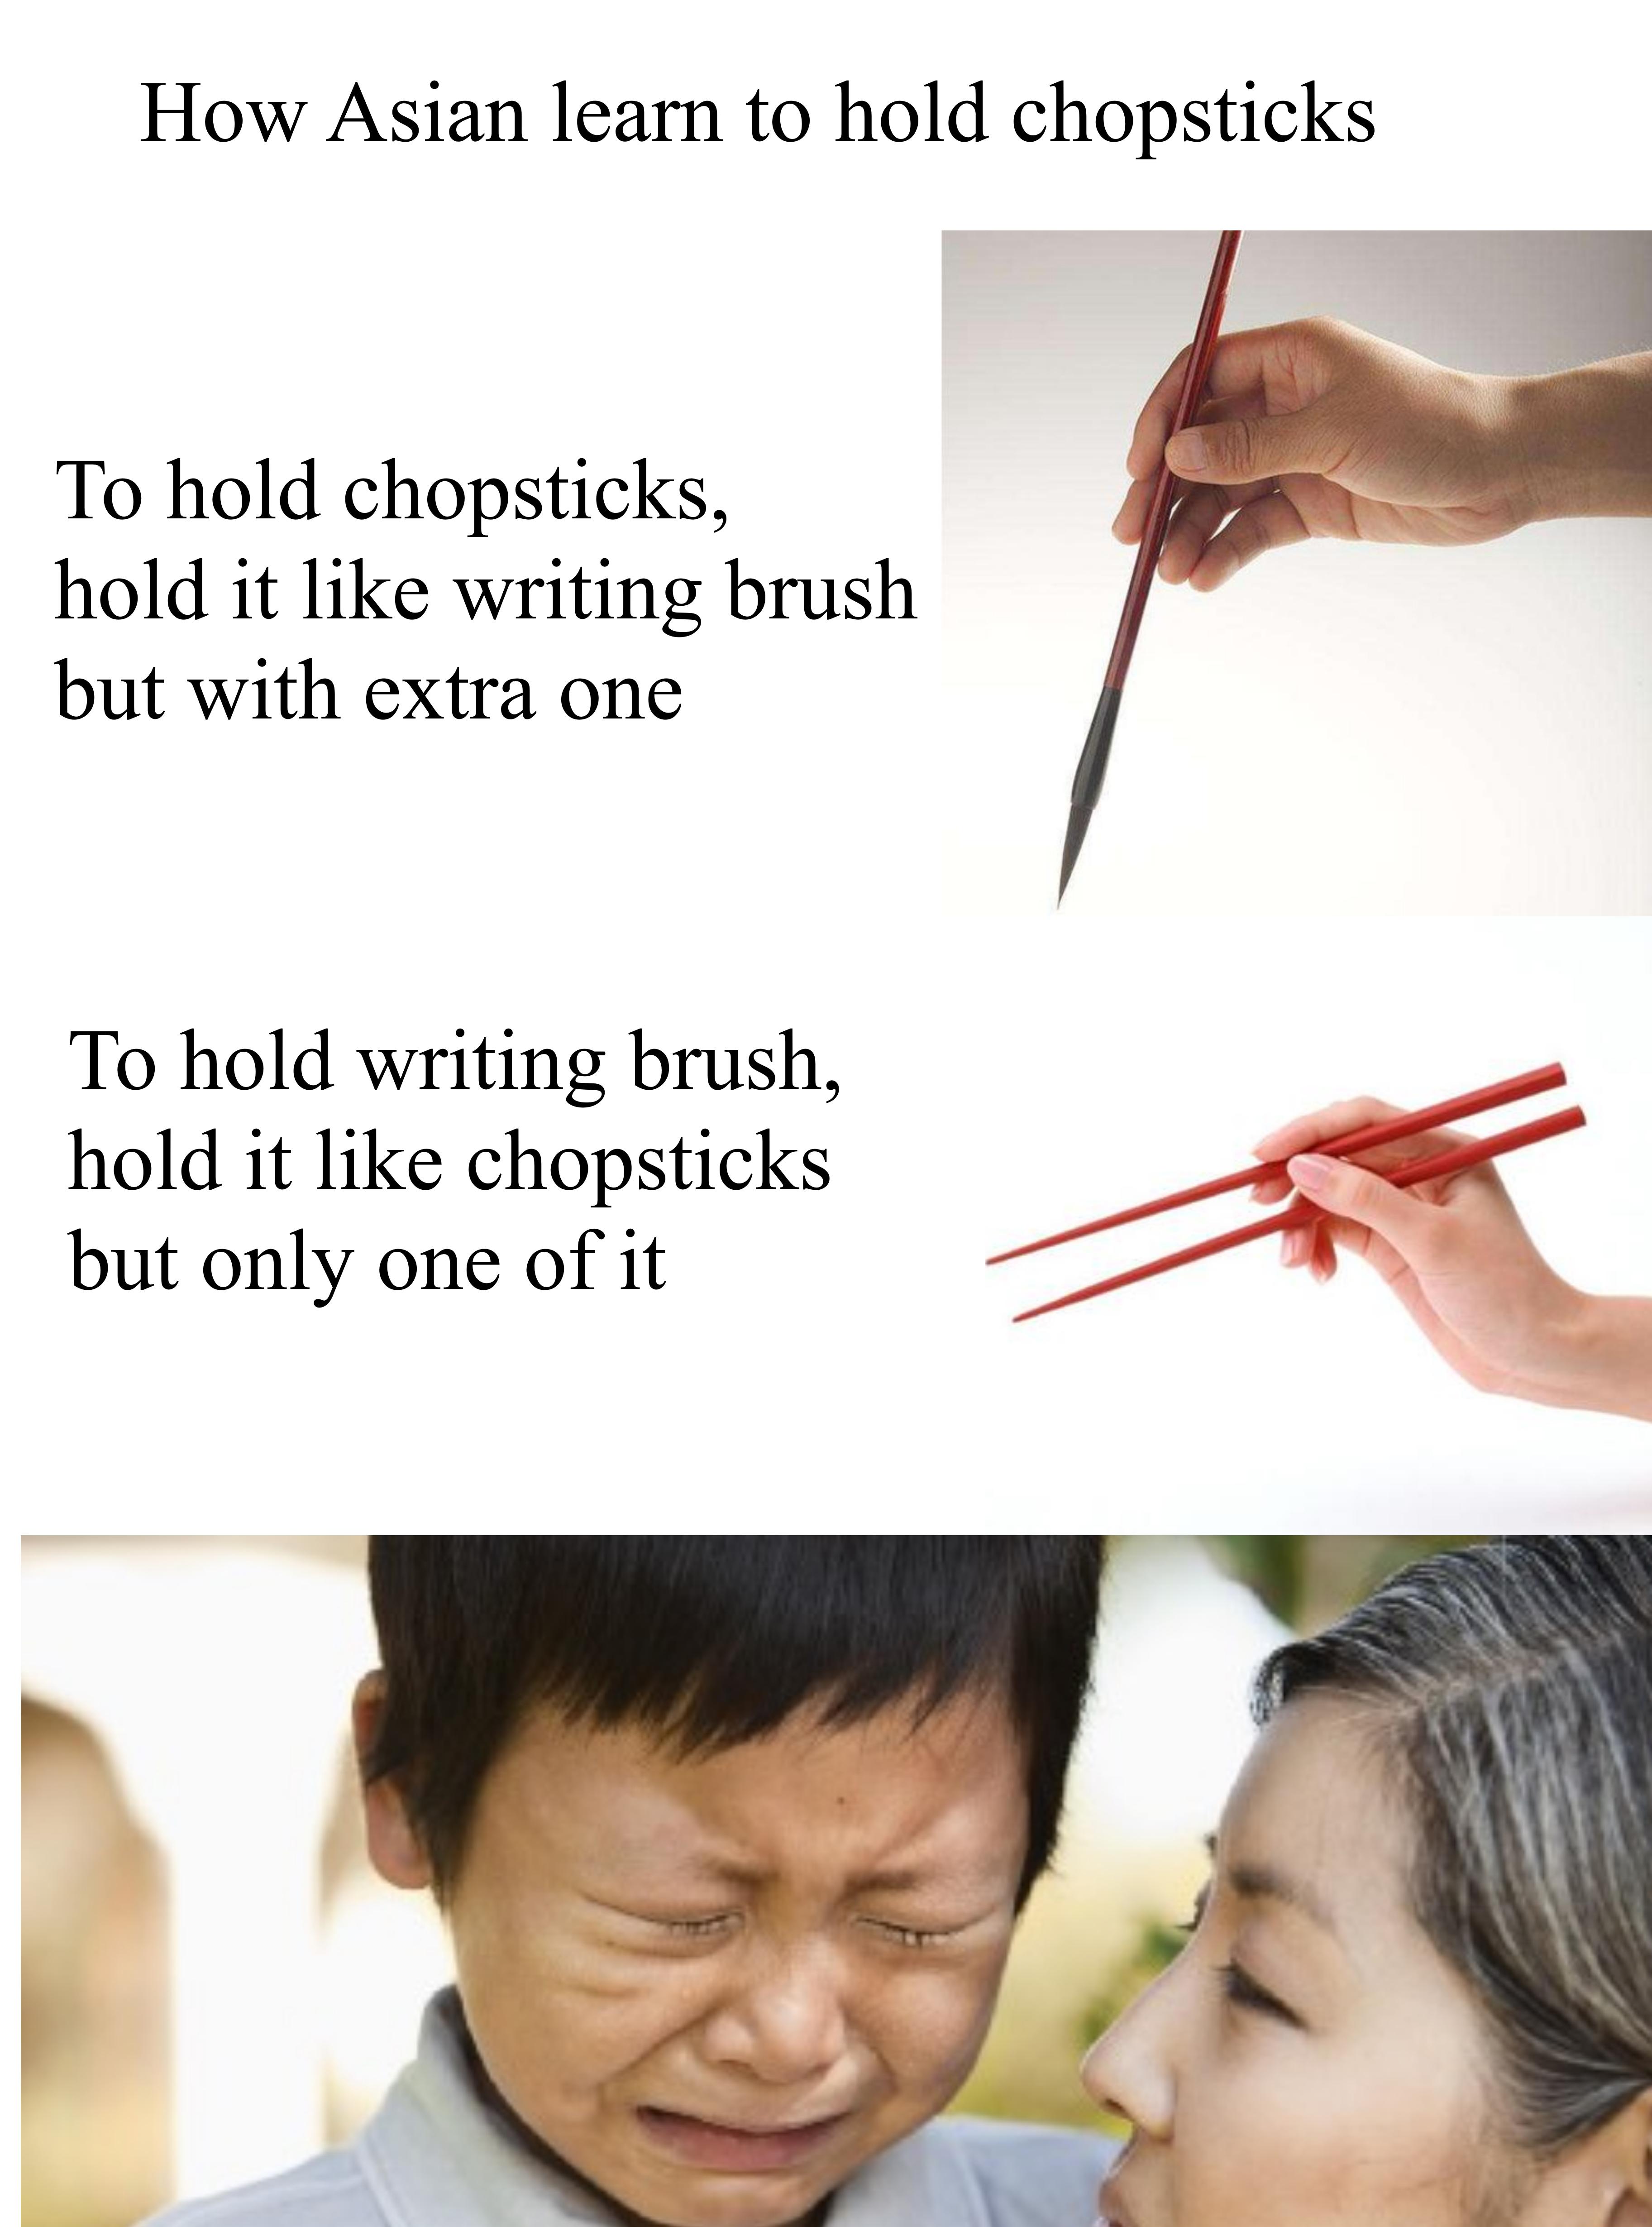 How Asian learn to hold chopsticks
To hold chopsticks,
hold it like writing brush
but with extra one
To hold writing brush,
hold it like chopsticks
but only one of it